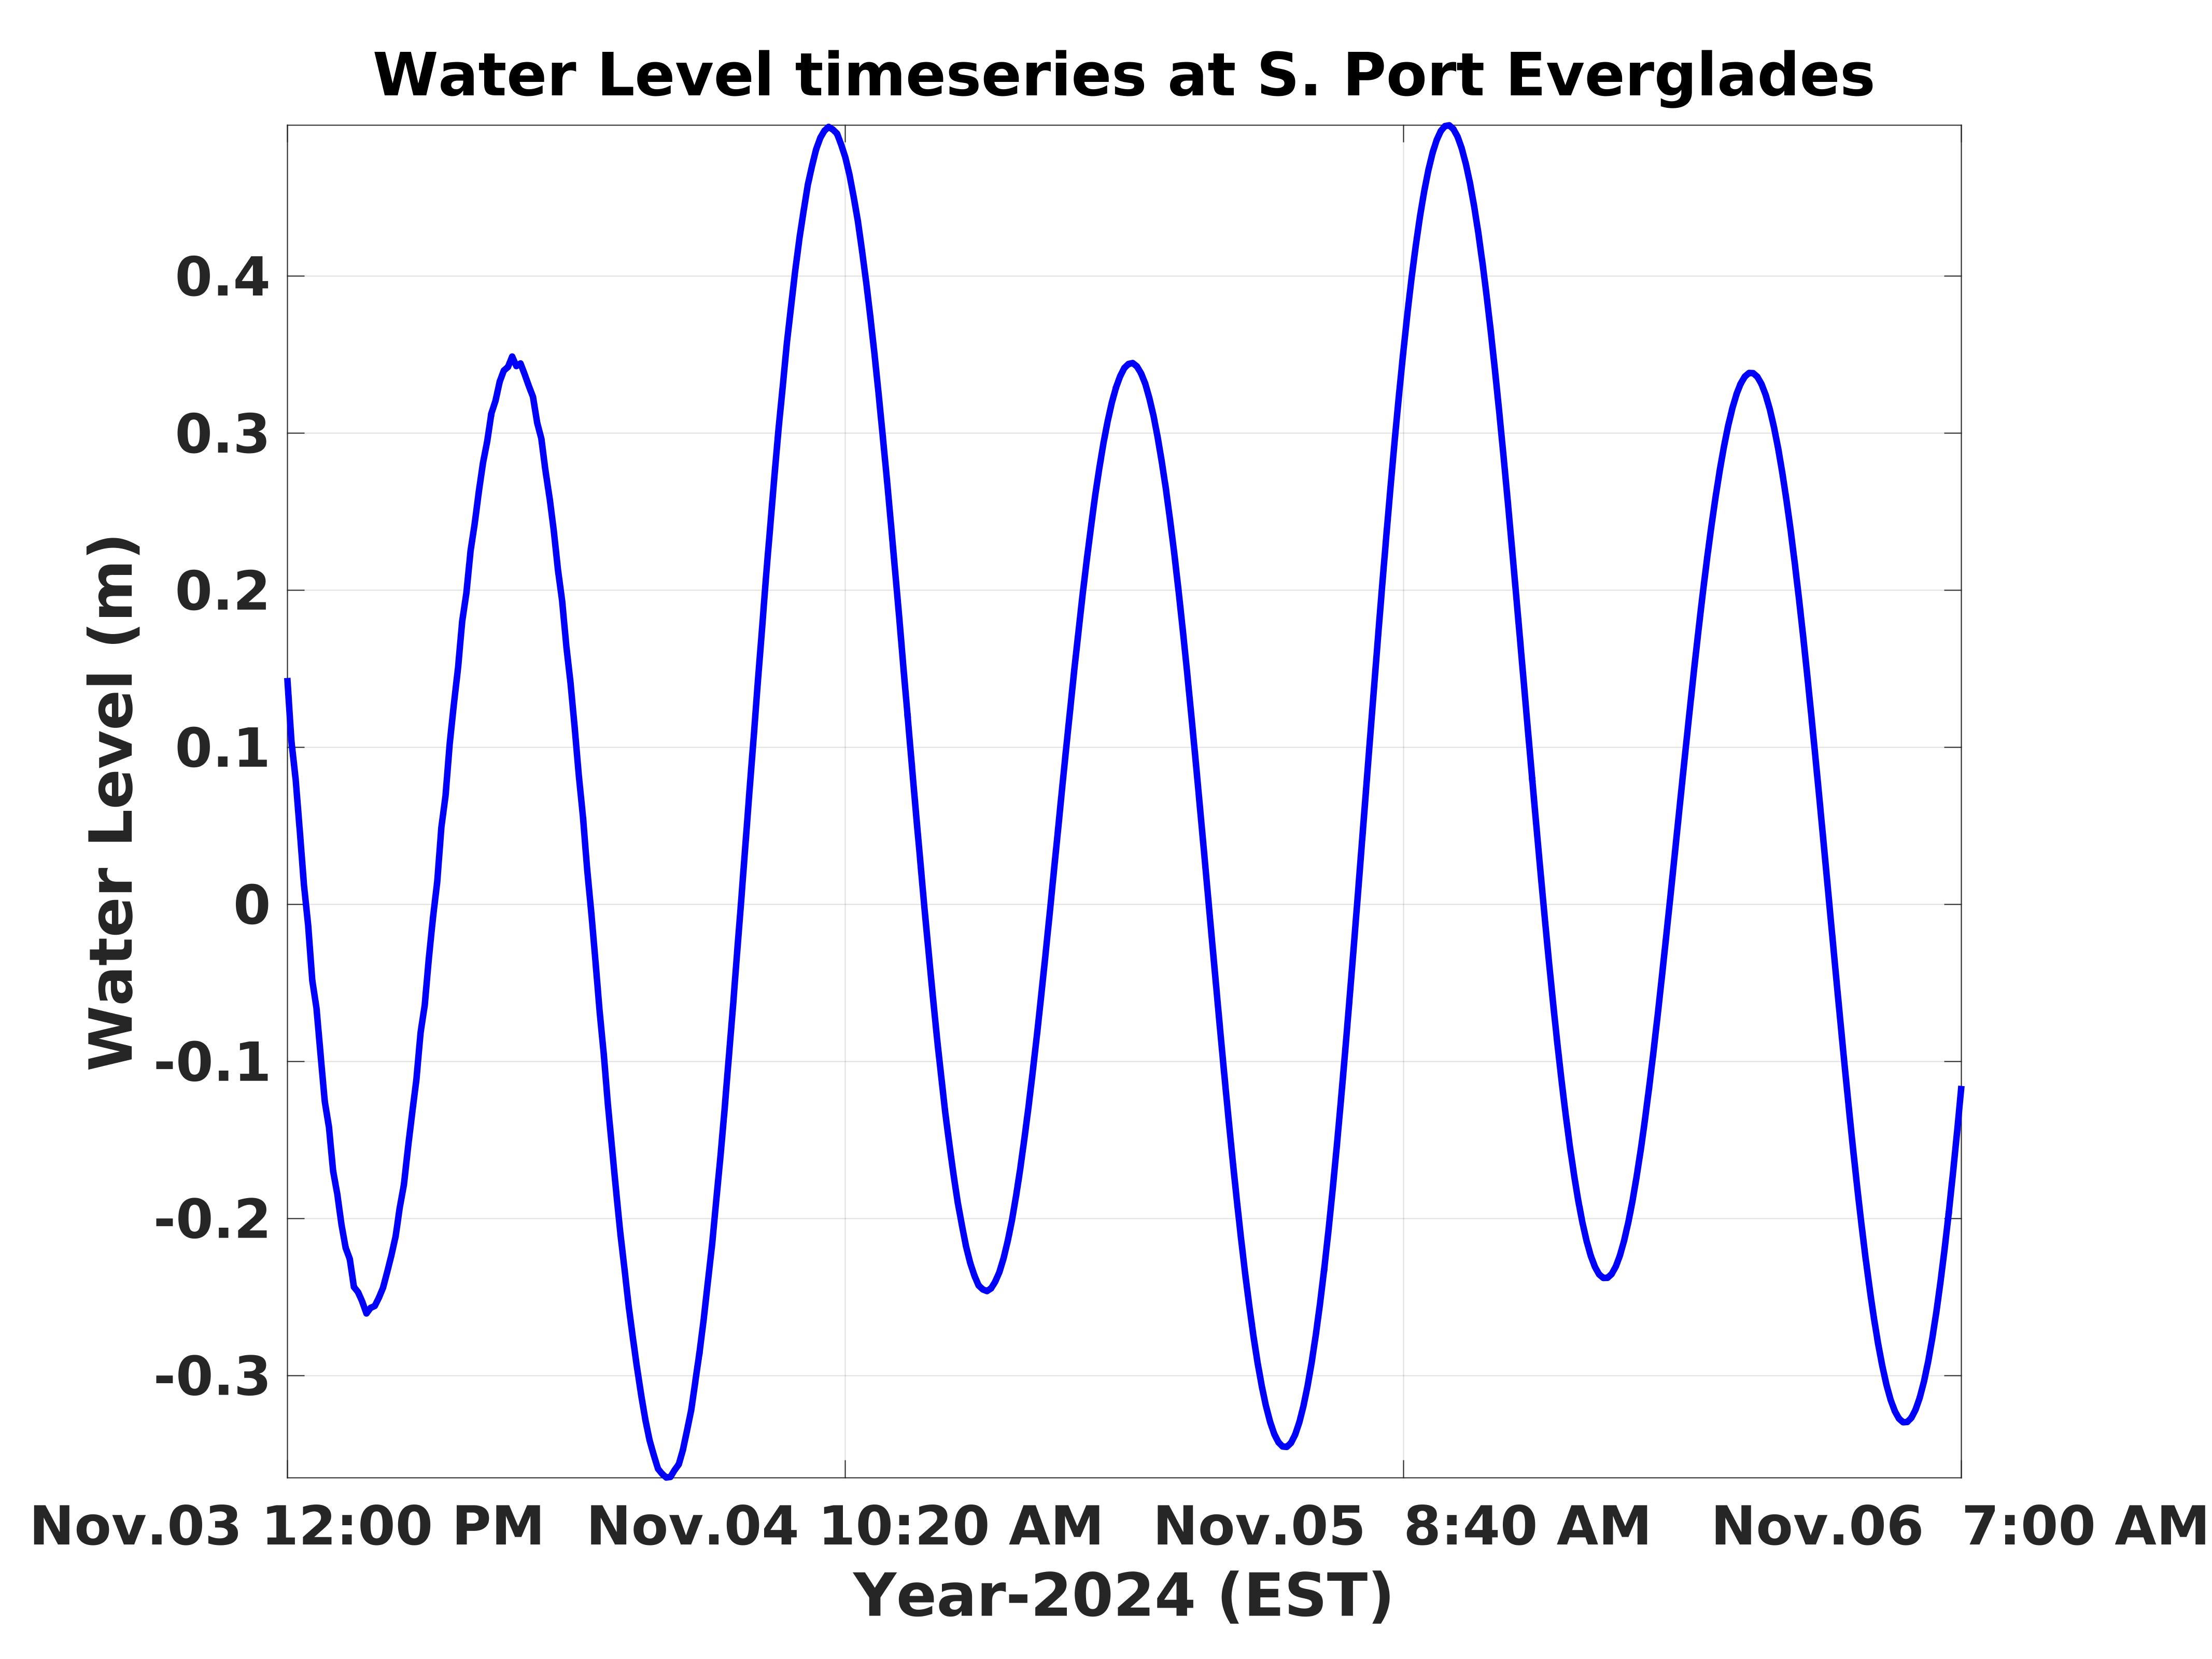 Water Level timeseries at S. Port Everglades
Water Level (m)
0.4
0.3
0.2
0.1
0
-0.1
-0.2
-0.3
Nov.03 12:00 PM Nov.04 10:20 AM Nov.05 8:40 AM Nov.06 7:00 AM
Year-2024 (EST)